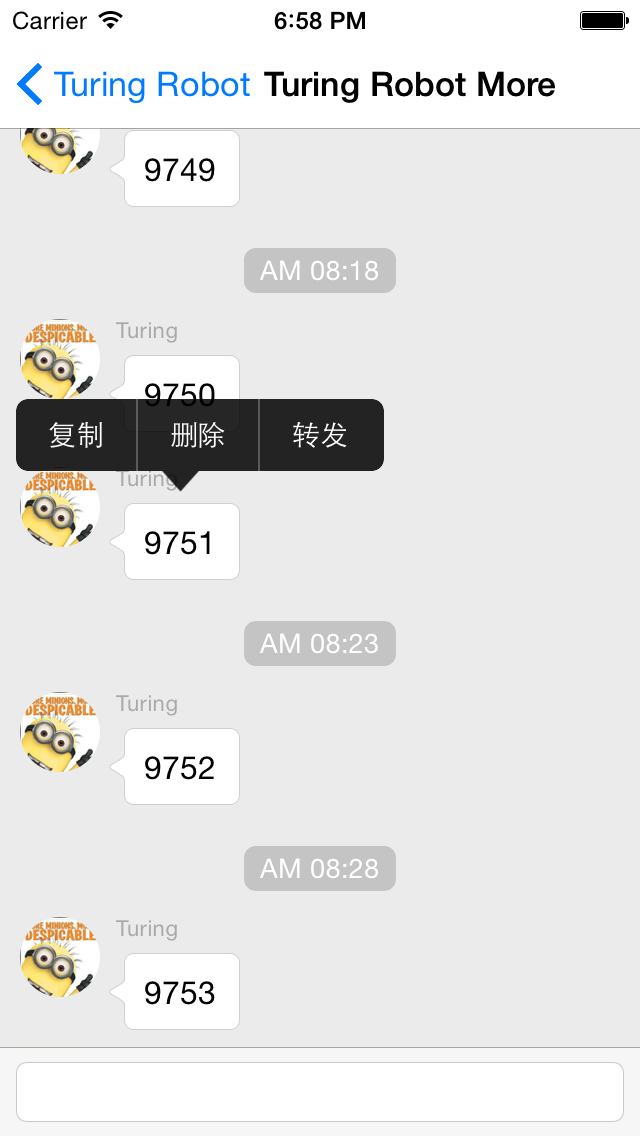 Carrier 6:58 PM
Turing Robot Turing Robot More
9749
AM 08:18
DESPICABLE
Turing
9750
复制 删除 转发
DESPICABLE
Turing
9751
AM 08:23
DESPICABLE
Turing
9752
AM 08:28
DESPICABLE
Turing
9753